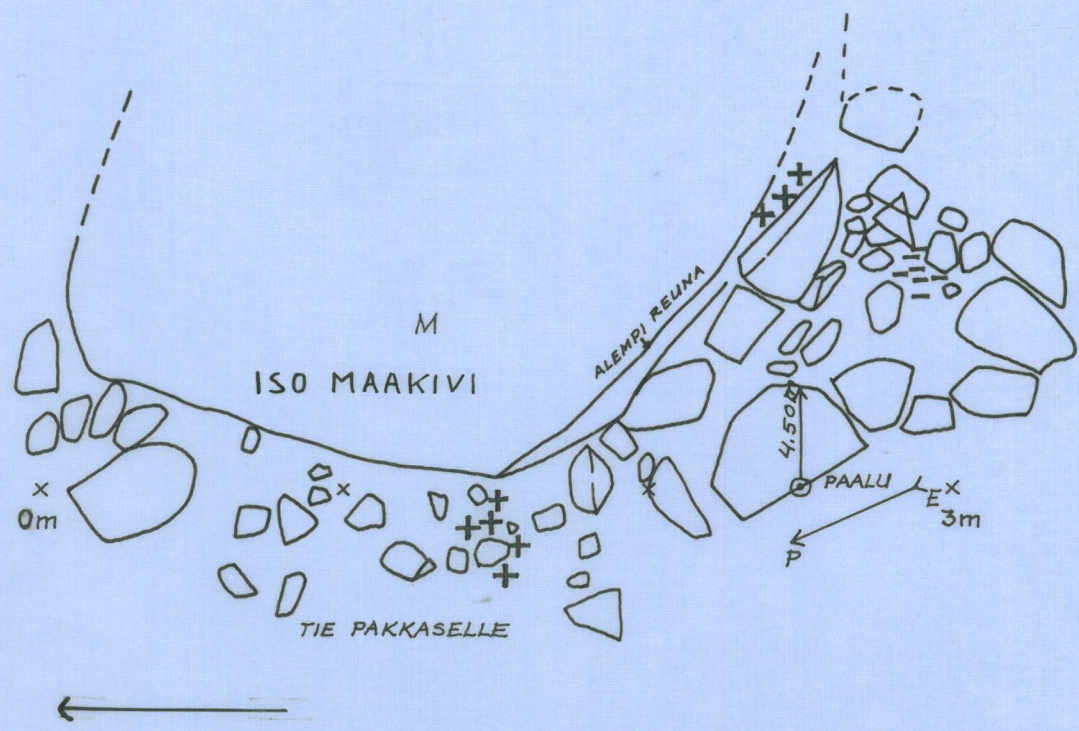 M
ISO MAAKIVI
ALEMPI REUNA
4.50
PAALU
E
3m
P
0m
TIE PAKKASELLE